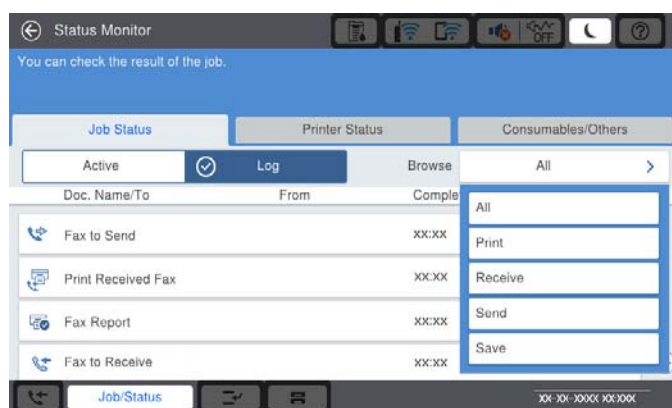 Status Monitor
OFF
You can check the result of the job.
Job Status Printer Status Consumables/Others
Active Log Browse All
Doc. Name/To From Comple
All
Fax to Send XX:XX
Print
Print Received Fax XX:XX
Receive
Fax Report XX:XX
Send
Save
Fax to Receive XX:XX
Job/Status XX-XX-XXXX XX:XXX